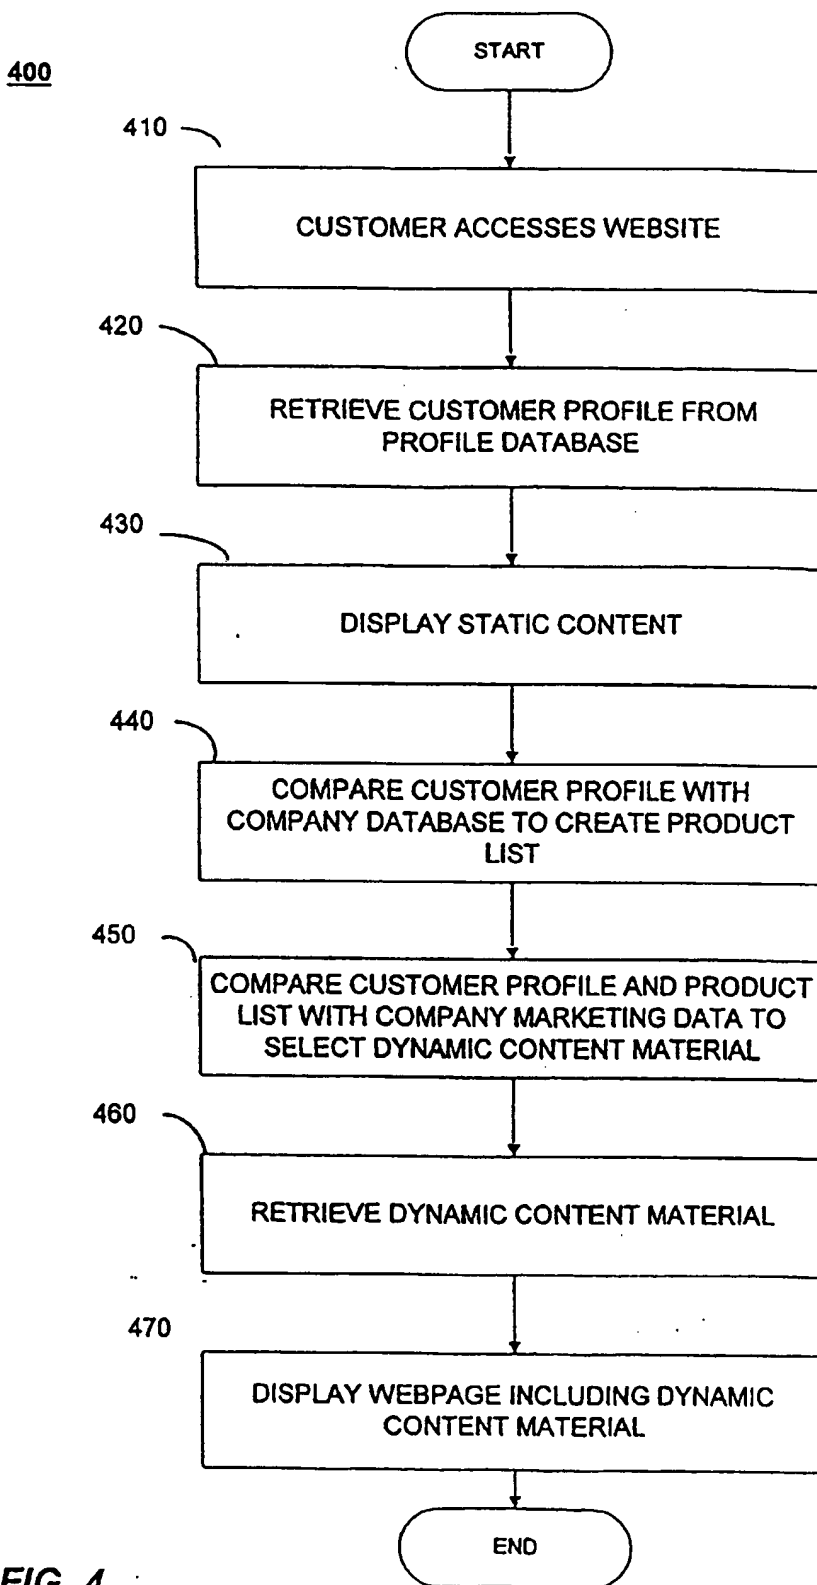 START
400
410
CUSTOMER ACCESSES WEBSITE
420
RETRIEVE CUSTOMER PROFILE FROM
PROFILE DATABASE
430
DISPLAY STATIC CONTENT
440
COMPARE CUSTOMER PROFILE WITH
COMPANY DATABASE TO CREATE PRODUCT
LIST
450
COMPARE CUSTOMER PROFILE AND PRODUCT
LIST WITH COMPANY MARKETING DATA TO
SELECT DYNAMIC CONTENT MATERIAL
460
RETRIEVE DYNAMIC CONTENT MATERIAL
470
DISPLAY WEBPAGE INCLUDING DYNAMIC
CONTENT MATERIAL
END
FIG. 4